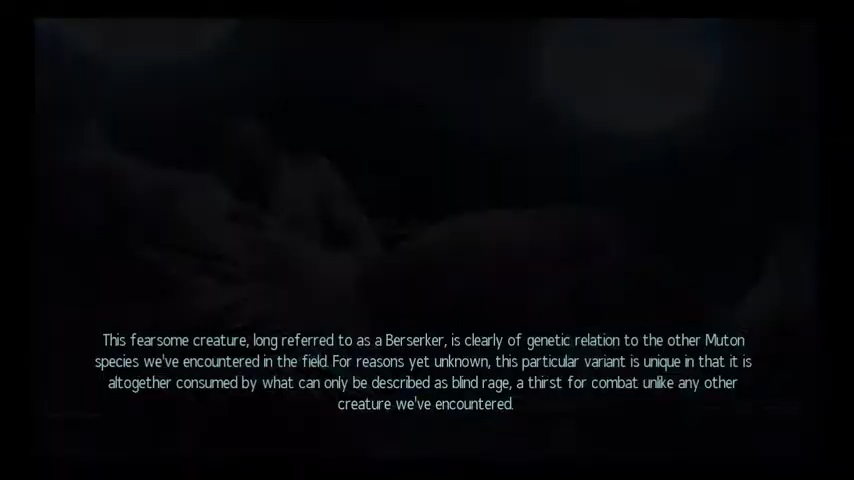 This fearsome creature, long referred to as a Berserker, is clearly of genetic relation to the other Muton
species we've encountered in the field. For reasons yet unknown, this particular variant is unique in that it is
altogether consumed by what can only be described as blind rage, a thirst for combat unlike any other
creature we've encountered.